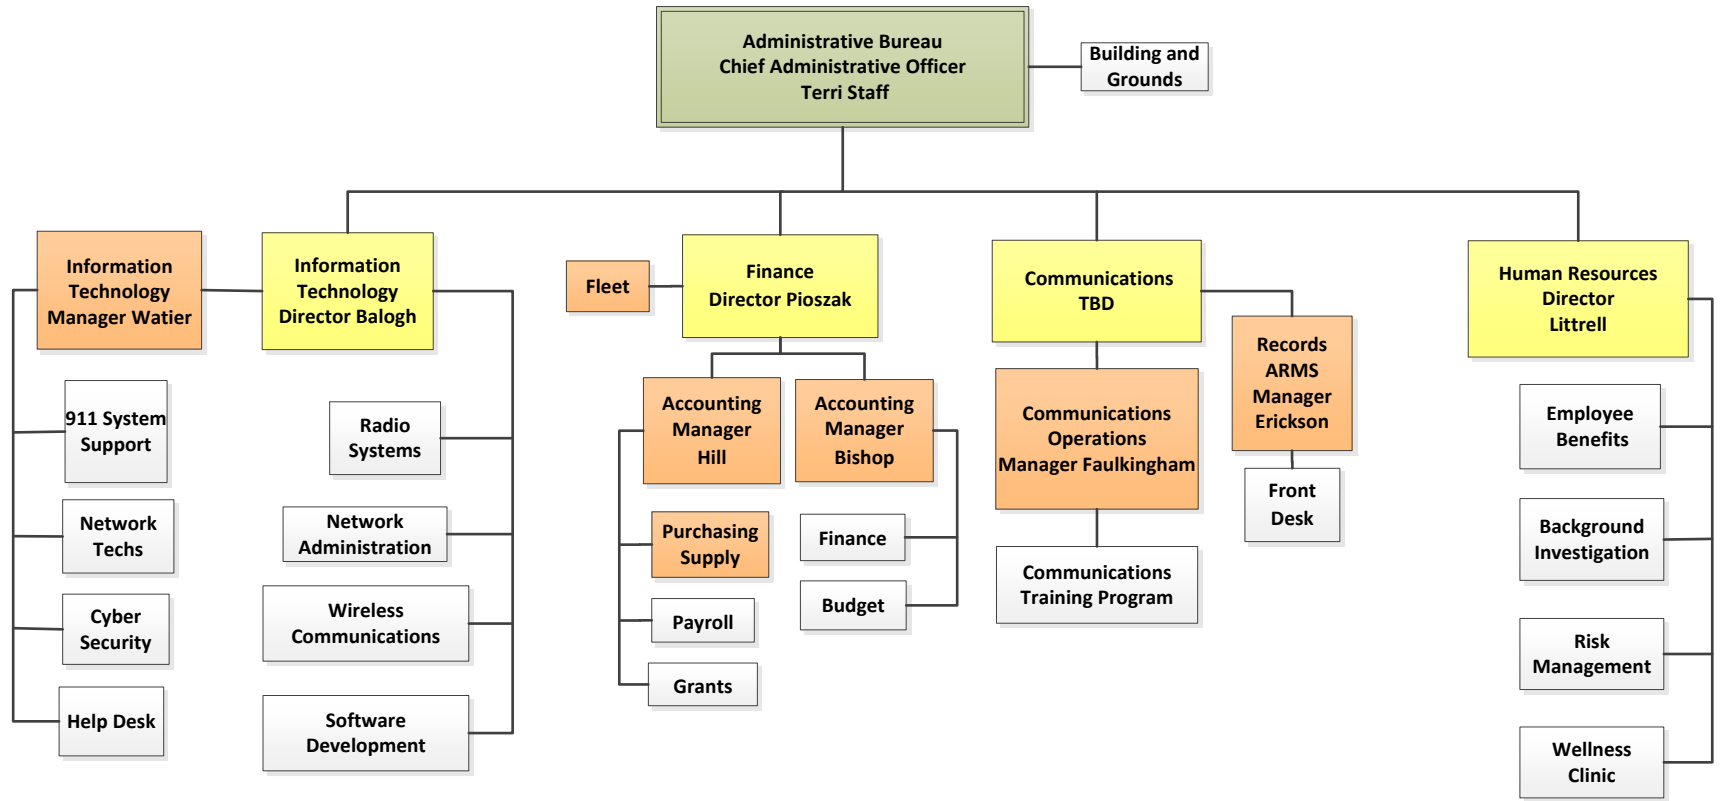 Administrative Bureau
Chief Administrative Officer
Terri Staff
Building and
Grounds
Information
Technology
Manager Watier
Information
Technology
Director Balogh
Fleet
Finance
Director Pioszak
Communications
TBD
Human Resources
Director
Littrell
911 System
Support
Network
Techs
Cyber
Security
Help Desk
Radio
Systems
Network
Administration
Wireless
Communications
Software
Development
Accounting
Manager
Hill
Purchasing
Supply
Payroll
Grants
Accounting
Manager
Bishop
Finance
Budget
Communications
Operations
Manager Faulkingham
Communications
Training Program
Records
ARMS
Manager
Erickson
Front
Desk
Employee
Benefits
Background
Investigation
Risk
Management
Wellness
Clinic